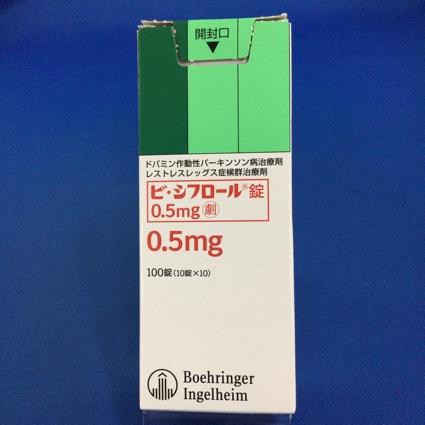 開封口
ドパミン作動性パーキンソン病治療剤
レストレスレッグス症候群治療剤
ビ・シフロール®錠
0.5mg 劇
0.5mg
100錠(10錠×10)
Boehringer
Ingelheim